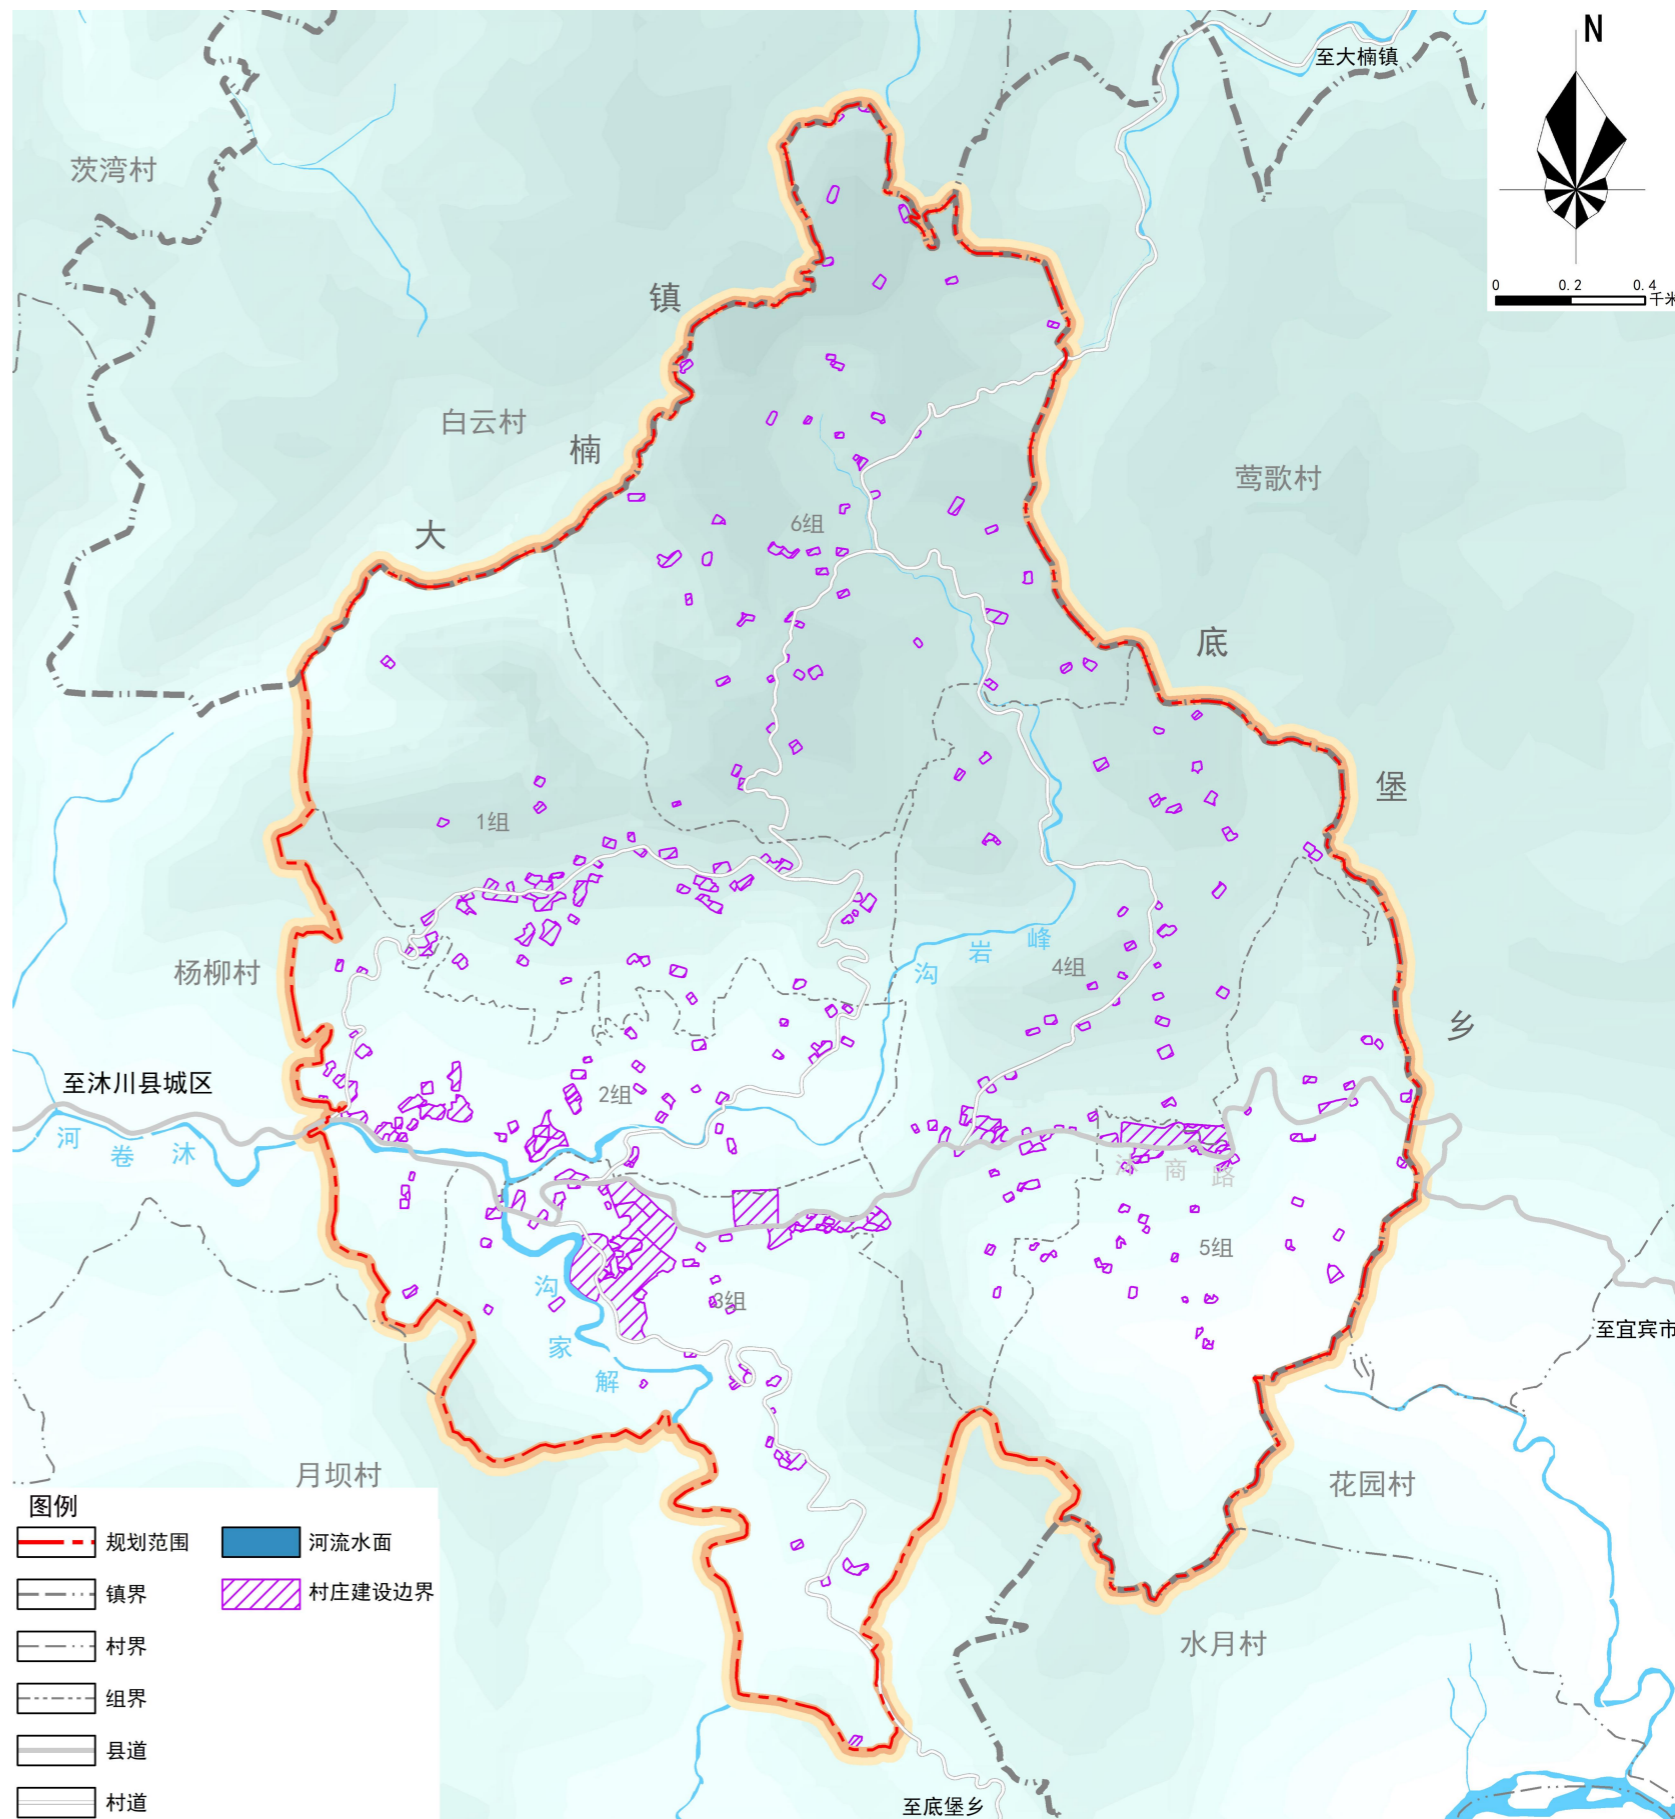 N
至大楠镇
0 0.2 0.4
千米
茨湾村
镇
白云村
楠
莺歌村
大
6组
底
堡
1组
峰
岩
沟
4组
杨柳村
乡
至沐川县城区
2组
河
卷
沐
沐
商
路
5组
沟
3组
家
解
至宜宾市
月坝村
花园村
水月村
图例
规划范围
河流水面
镇界
村庄建设边界
村界
组界
县道
村道
至底堡乡